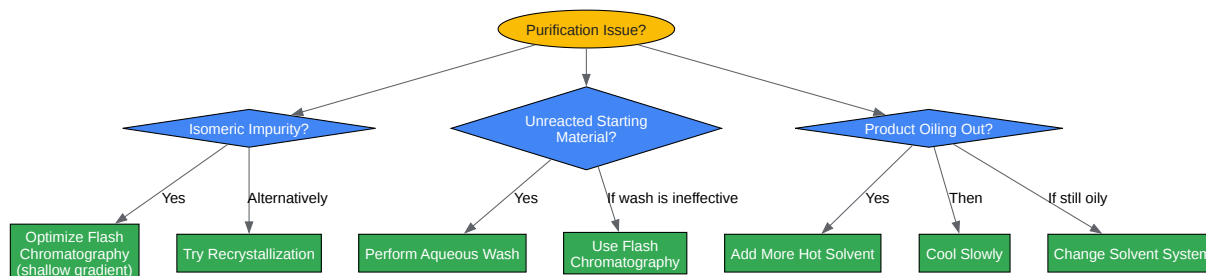 Purification Issue?
Isomeric Impurity?
Unreacted Starting
Material?
Product Oiling Out?
Yes
Alternatively
Yes
If wash is ineffective
Yes
Then
If still oily
Optimize Flash
Chromatography
(shallow gradient)
Try Recrystallization
Perform Aqueous Wash
Use Flash
Chromatography
Add More Hot Solvent
Cool Slowly
Change Solvent System